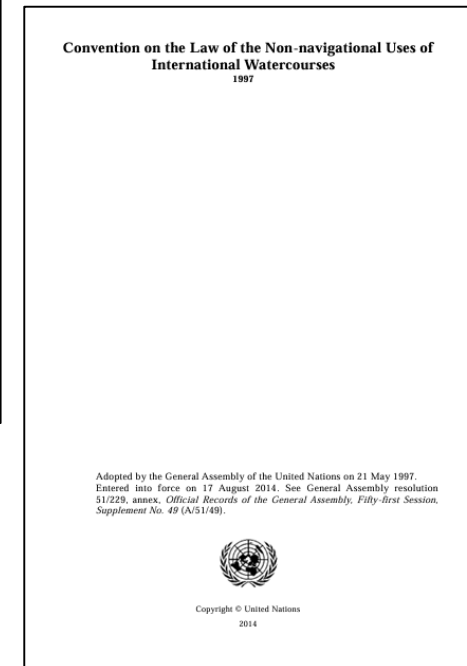 Convention on the Law of the Non-navigational Uses of
International Watercourses
1997
Adopted by the General Assembly of the United Nations on 21 May 1997.
Entered into force on 17 August 2014. See General Assembly resolution
51/229, annex, Official Records of the General Assembly, Fifty-first Session,
Supplement No. 49 (A/51/49).
Copyright © United Nations
2014